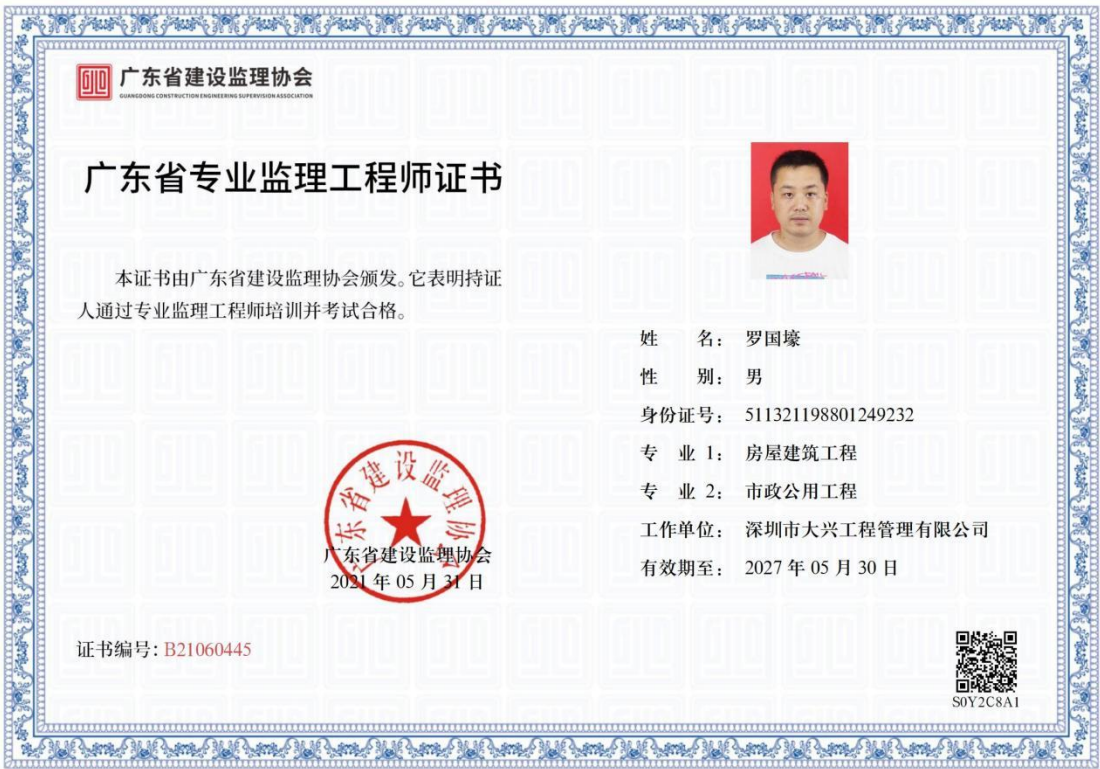 广东省建设监理协会
GUANGDONG CONSTRUCTION ENGINEERING SUPERVISION ASSOCIATION
广东省专业监理工程师证书
本证书由广东省建设监理协会颁发。它表明持证
人通过专业监理工程师培训并考试合格。
姓 名： 罗国壕
性 别： 男
身份证号： 511321198801249232
专 业 1： 房屋建筑工程
专 业 2： 市政公用工程
工作单位： 深圳市大兴工程管理有限公司
有效期至： 2027 年 05 月 30 日
广东省建设监理协会
广东省建设监理协会
2021 年 05 月 31 日
证书编号: B21060445
S0Y2C8A1